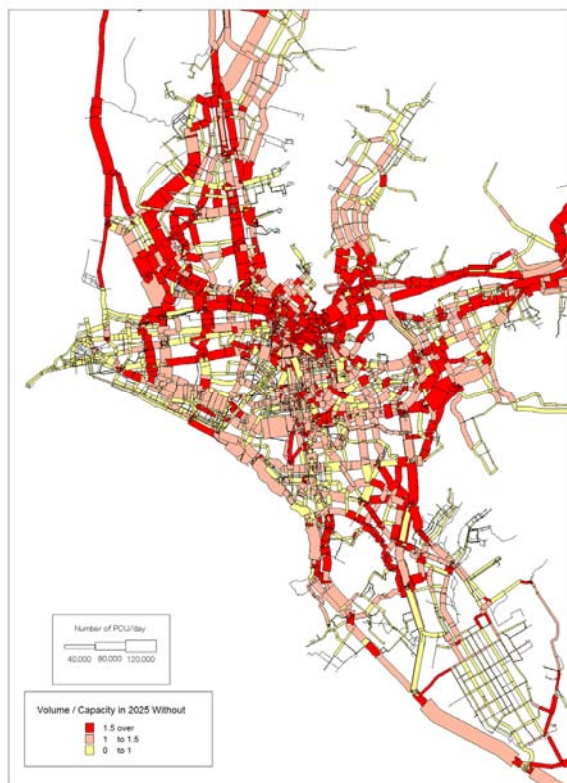 Number of PCU/day
40,000 80,000 120,000
Volume / Capacity in 2025 Without
1.5 over
1 to 1.5
0 to 1